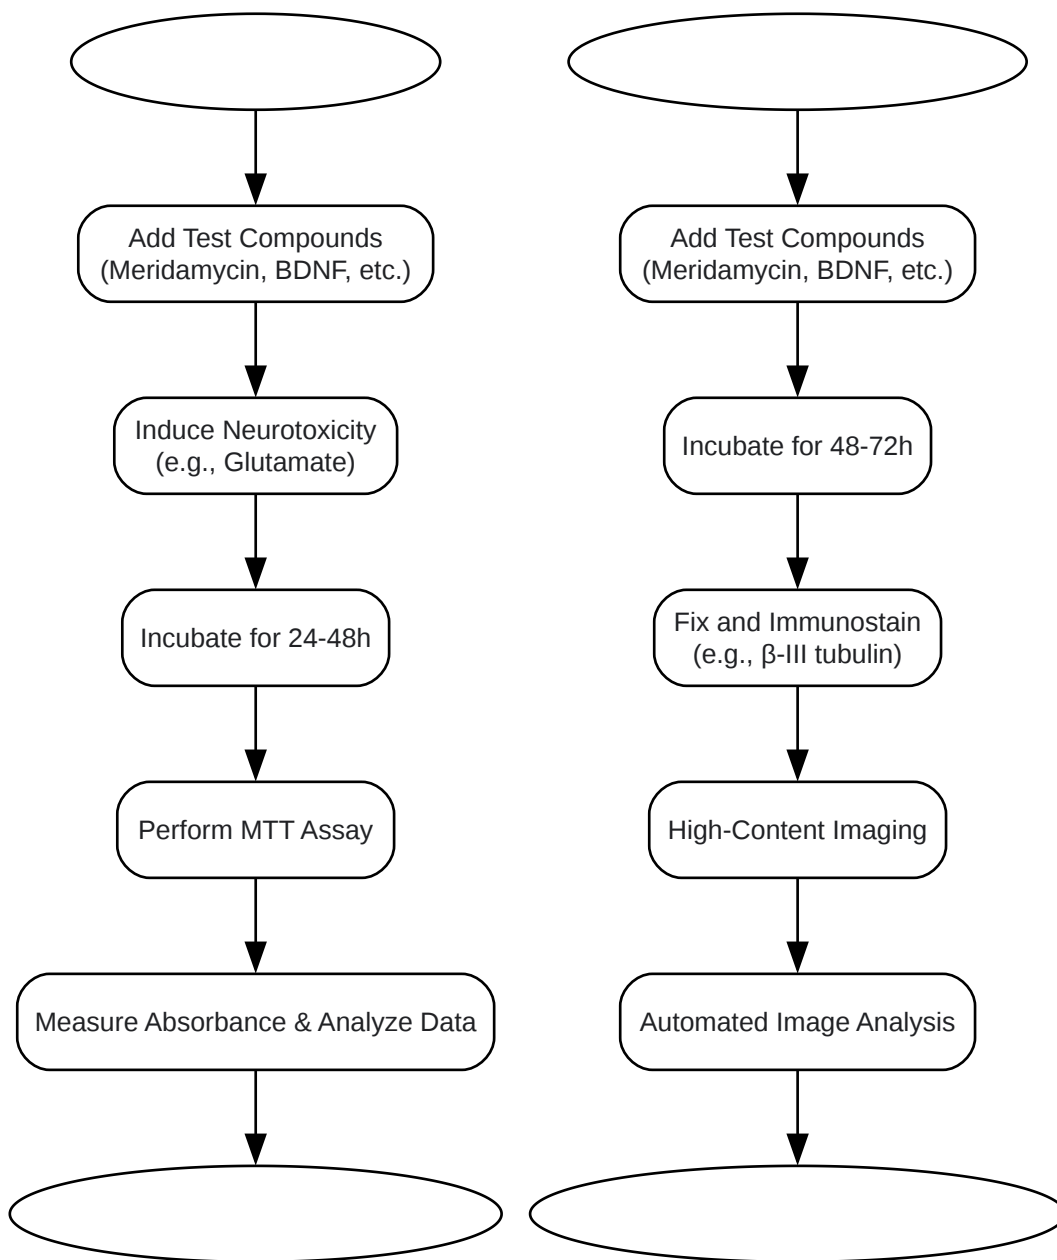 Add Test Compounds
(Meridamycin, BDNF, etc.)
Induce Neurotoxicity
(e.g., Glutamate)
Incubate for 24-48h
Perform MTT Assay
Measure Absorbance & Analyze Data
Add Test Compounds
(Meridamycin, BDNF, etc.)
Incubate for 48-72h
Fix and Immunostain
(e.g., β-III tubulin)
High-Content Imaging
Automated Image Analysis